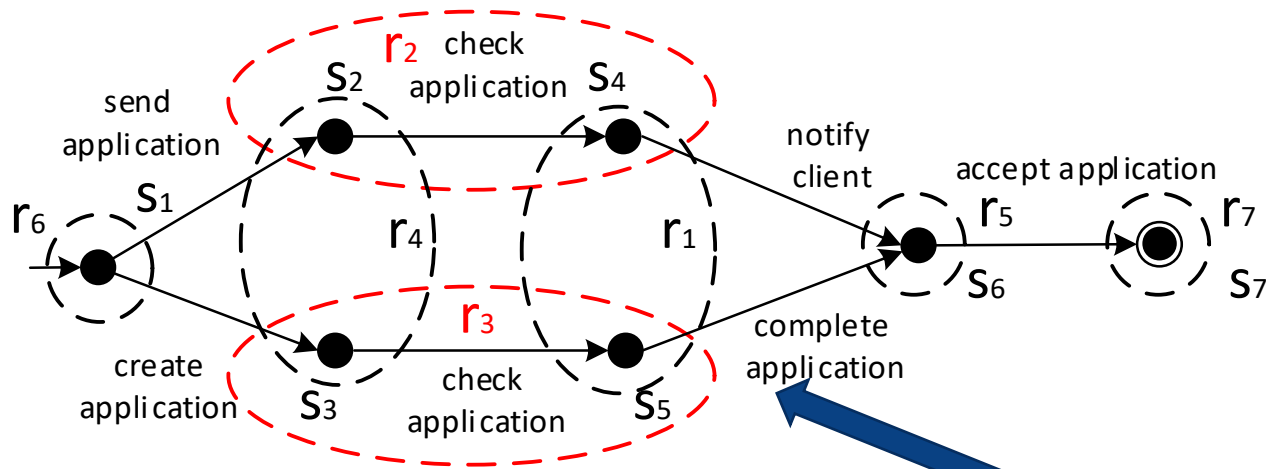 r2
check
application
s2
s4
send
application
notify
client
accept application
s1
r6
r4
r1
r5
r7
s6
s7
r3
complete
application
create
application
s3
check
application
s5